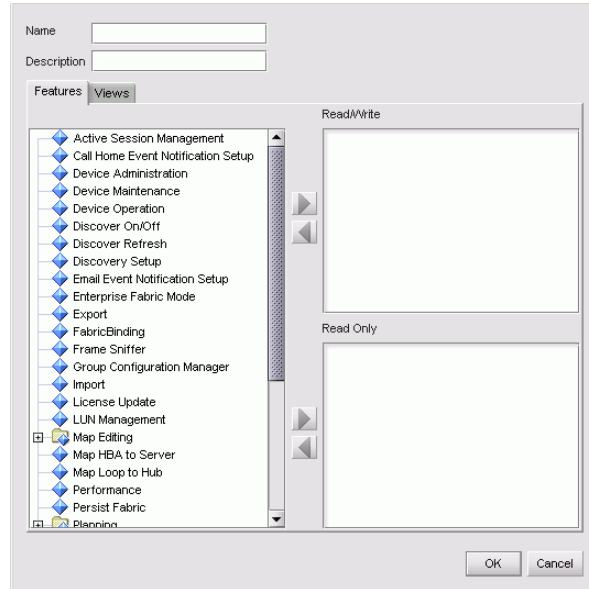 Name
Description
Features Views
Read/Write
Active Session Management
Call Home Event Notification Setup
Device Administration
Device Maintenance
Device Operation
Discover On/Off
Discover Refresh
Discovery Setup
Email Event Notification Setup
Enterprise Fabric Mode
Export
FabricBinding
Frame Sniffer
Group Configuration Manager
Import
License Update
LUN Management
Map Editing
Map HBA to Server
Map Loop to Hub
Performance
Persist Fabric
Planning
Read Only
OK Cancel